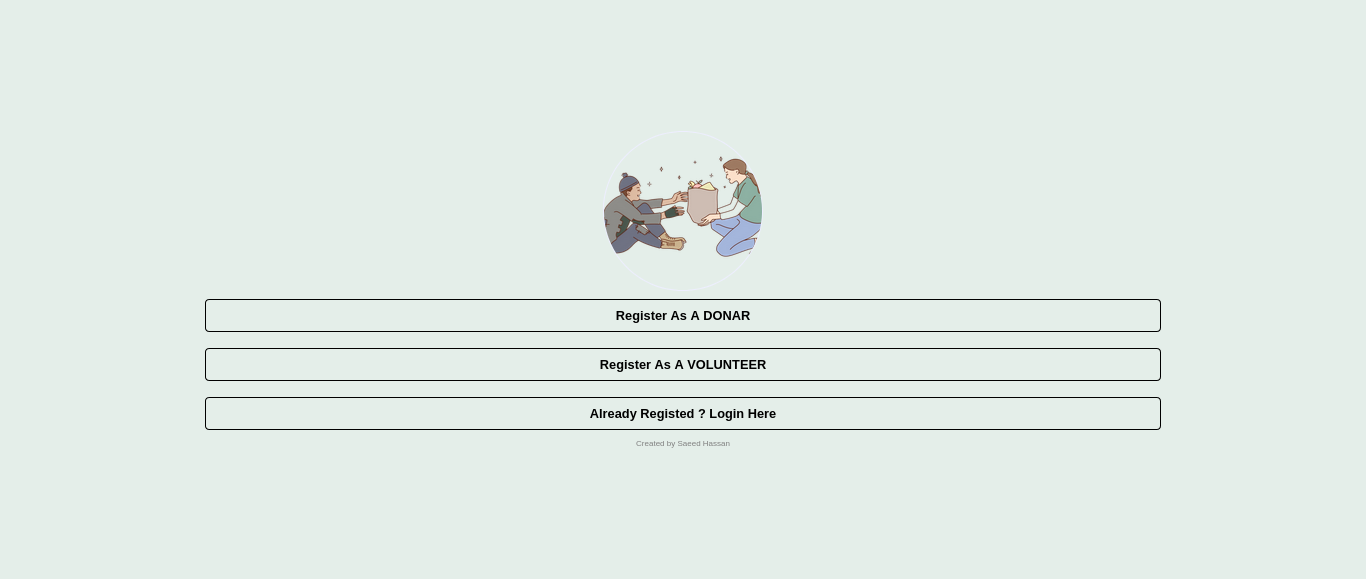 Register As A DONAR
Register As A VOLUNTEER
Already Registed ? Login Here
Created by Saeed Hassan